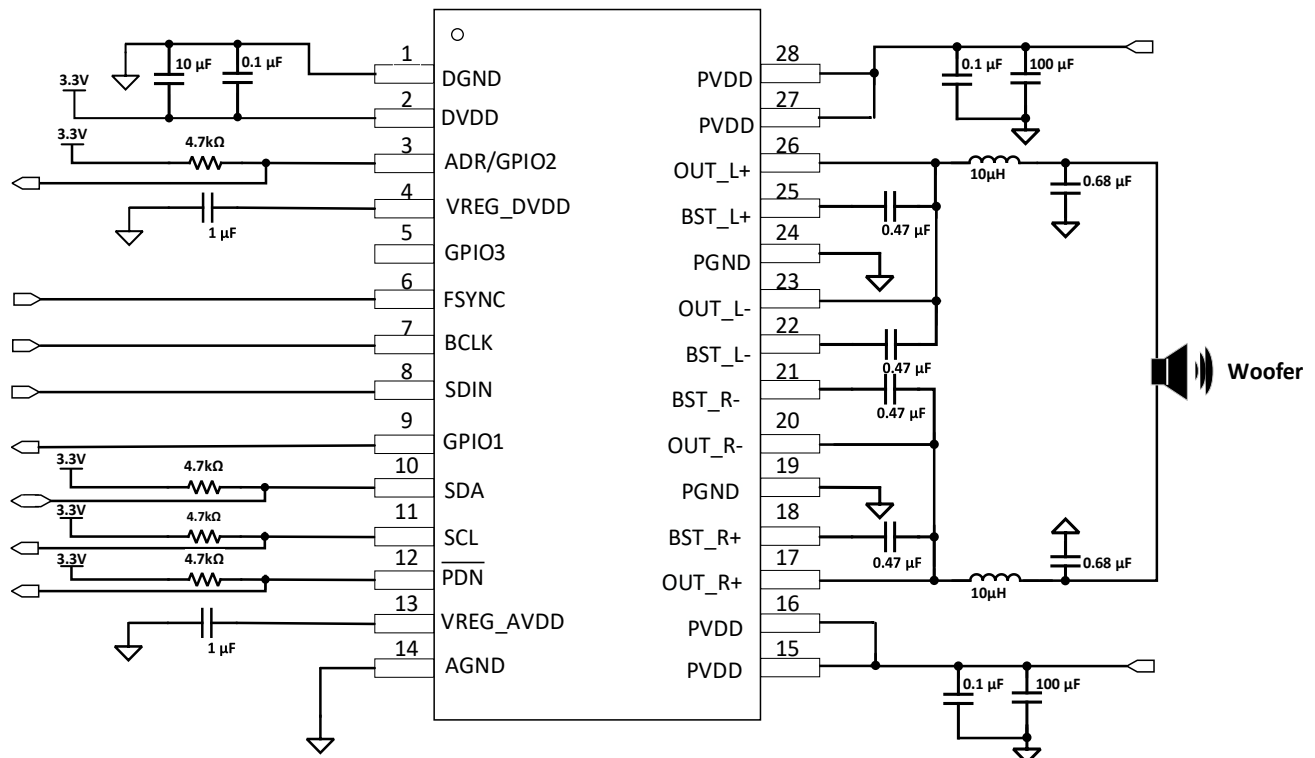 10 µF
0.1 µF
3.3V
1
DGND
2
DVDD
3.3V
4.7kΩ
3
ADR/GPIO2
4
VREG_DVDD
1 µF
5
GPIO3
6
FSYNC
7
BCLK
8
SDIN
9
GPIO1
3.3V
4.7kΩ
10
SDA
3.3V
4.7kΩ
11
SCL
3.3V
4.7kΩ
12
PDN
13
VREG_AVDD
1 µF
14
AGND
28
PVDD
0.1 µF
100 µF
27
PVDD
26
OUT_L+
10µH
0.68 µF
25
BST_L+
0.47 µF
24
PGND
23
OUT_L-
22
BST_L-
0.47 µF
21
BST_R-
0.47 µF
Woofer
20
OUT_R-
19
PGND
18
BST_R+
0.47 µF
17
OUT_R+
10µH
0.68 µF
16
PVDD
15
PVDD
0.1 µF
100 µF